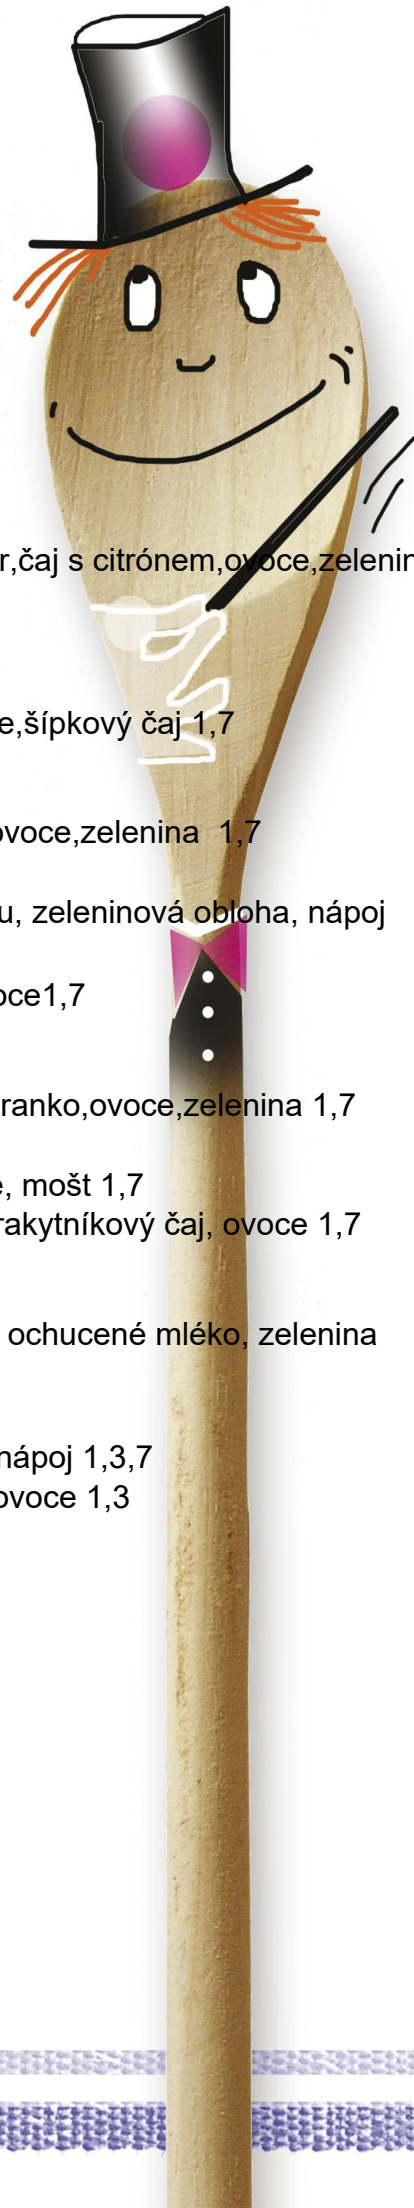 r,čaj s citrónem,ovoce,zelenin
e,šípkový čaj 1,7
ovoce,zelenina  1,7
u, zeleninová obloha, nápoj
oce1,7
ranko,ovoce,zelenina 1,7
e, mošt 1,7
rakytníkový čaj, ovoce 1,7
ochucené mléko, zelenina
nápoj 1,3,7
ovoce 1,3